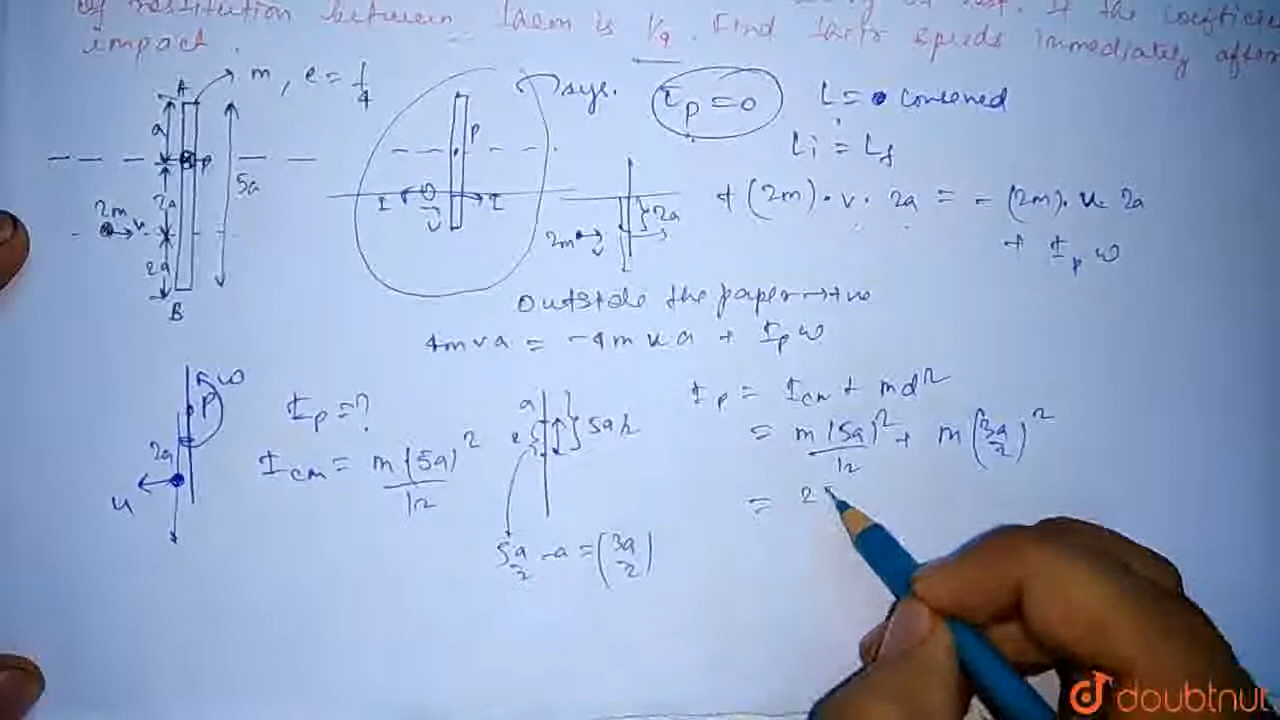 of restitution between them is 1/9. Find their speeds immediately after
impact.
A
m, e = 1/4
a
P
2a
5a
2m
v
2a
B
sys.
P
I
I
v
τp = 0
L = conserved
Li = Lf
2a
2m
v
+ (2m) . v . 2a = - (2m) . u 2a
+ Ip ω
outside the paper → +ve
4mva = -4mua + Ip ω
ω
P
2a
u
Ip = ?
Icm = m(5a)²/12
a
5a/2
5a/2 - a = (3a/2)
Ip = Icm + md²
= m(5a)²/12 + m(3a/2)²
= 2
doubtnut